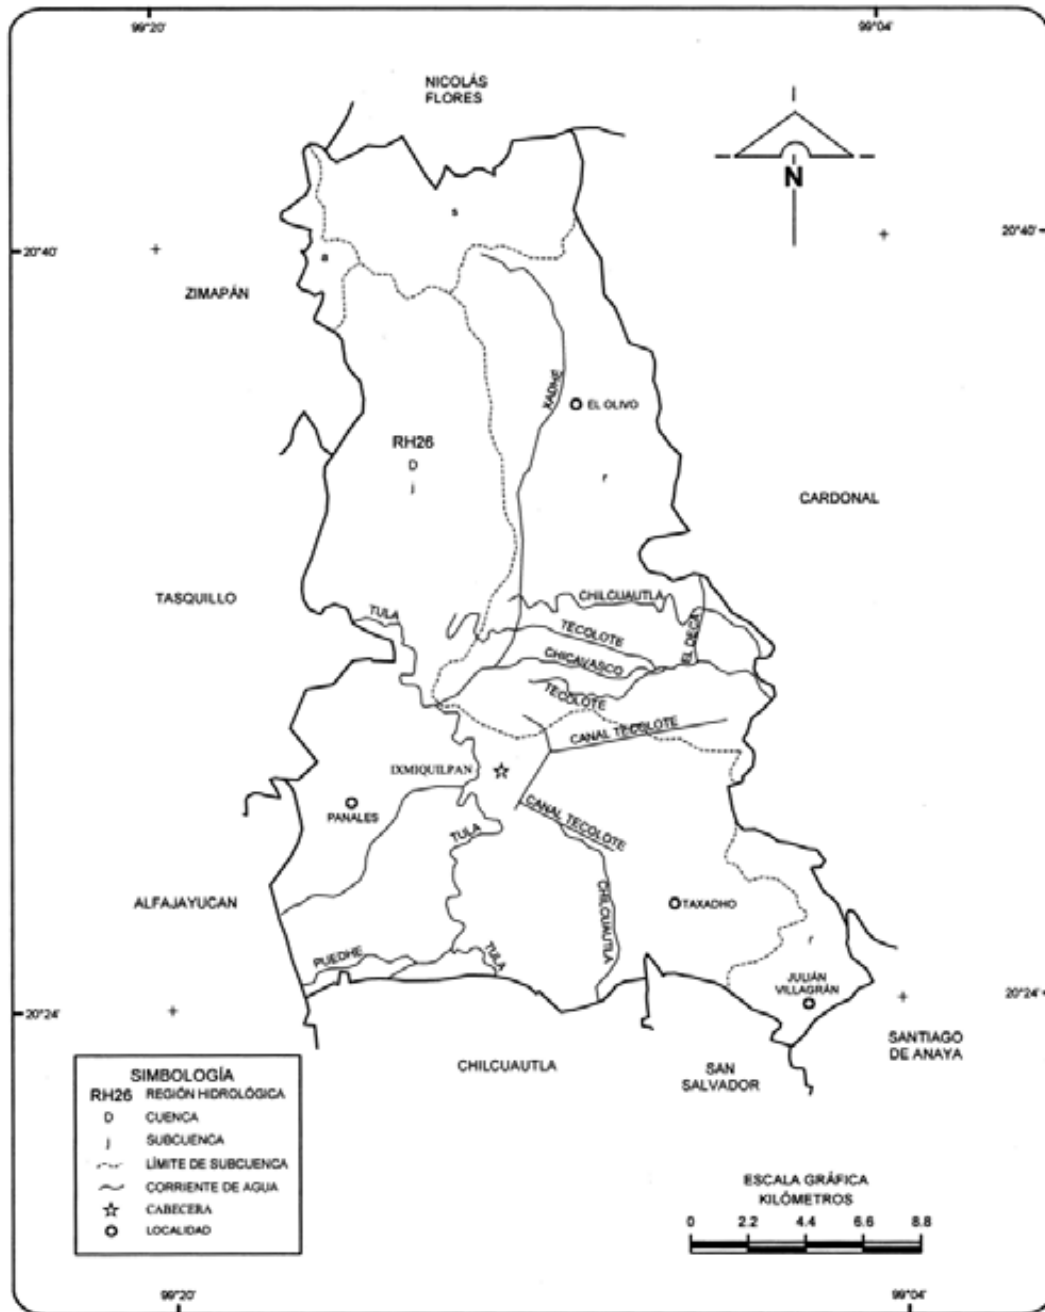 99°20'
99°04'
NICOLÁS
FLORES
N
s
20°40'
20°40'
a
ZIMAPÁN
XADHÉ
EL OLIVO
RH26
D
j
r
CARDONAL
TASQUILLO
TULA
CHILCUAUTLA
TECOLOTE
EL DECA
CHICAVASCO
TECOLOTE
CANAL TECOLOTE
IXMIQUILPAN
PANALES
CANAL TECOLOTE
TULA
ALFAJAYUCAN
CHILCUAUTLA
TAXADHO
PUEDHE
TULA
r
JULIÁN
VILLAGRÁN
20°24'
20°24'
SANTIAGO
DE ANAYA
CHILCUAUTLA
SAN
SALVADOR
SIMBOLOGÍA
RH26 REGIÓN HIDROLÓGICA
D CUENCA
j SUBCUENCA
LÍMITE DE SUBCUENCA
CORRIENTE DE AGUA
CABECERA
LOCALIDAD
ESCALA GRÁFICA
KILÓMETROS
0 2.2 4.4 6.6 8.8
99°20'
99°04'